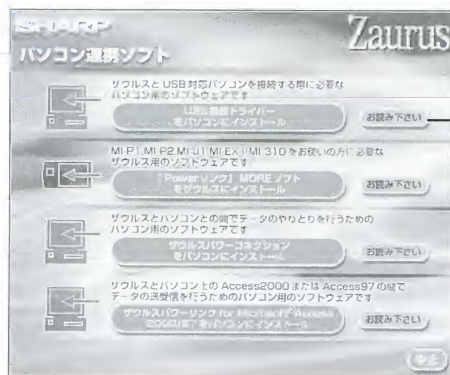 SHARP
Zaurus
パソコン連携ソフト
ザウルスと USB 対応パソコンを接続する際に必要な
パソコン用のソフトウェアです
USB接続ドライバー
をパソコンにインストール
お読み下さい
MI-P1,MI-P2,MI-J1,MI-EX1,MI-310 をお使いの方に必要な
ザウルス用のソフトウェアです
「Powerリンク」MOREソフト
をザウルスにインストール
お読み下さい
ザウルスとパソコンとの間でデータのやりとりを行うための
パソコン用のソフトウェアです
ザウルスパワーコネクション
をパソコンにインストール
お読み下さい
ザウルスとパソコン上の Access2000 または Access97 の間で
データの送受信を行うためのパソコン用のソフトウェアです
ザウルスパワーリンク for Microsoft Access
2000/97 をパソコンにインストール
お読み下さい
中止